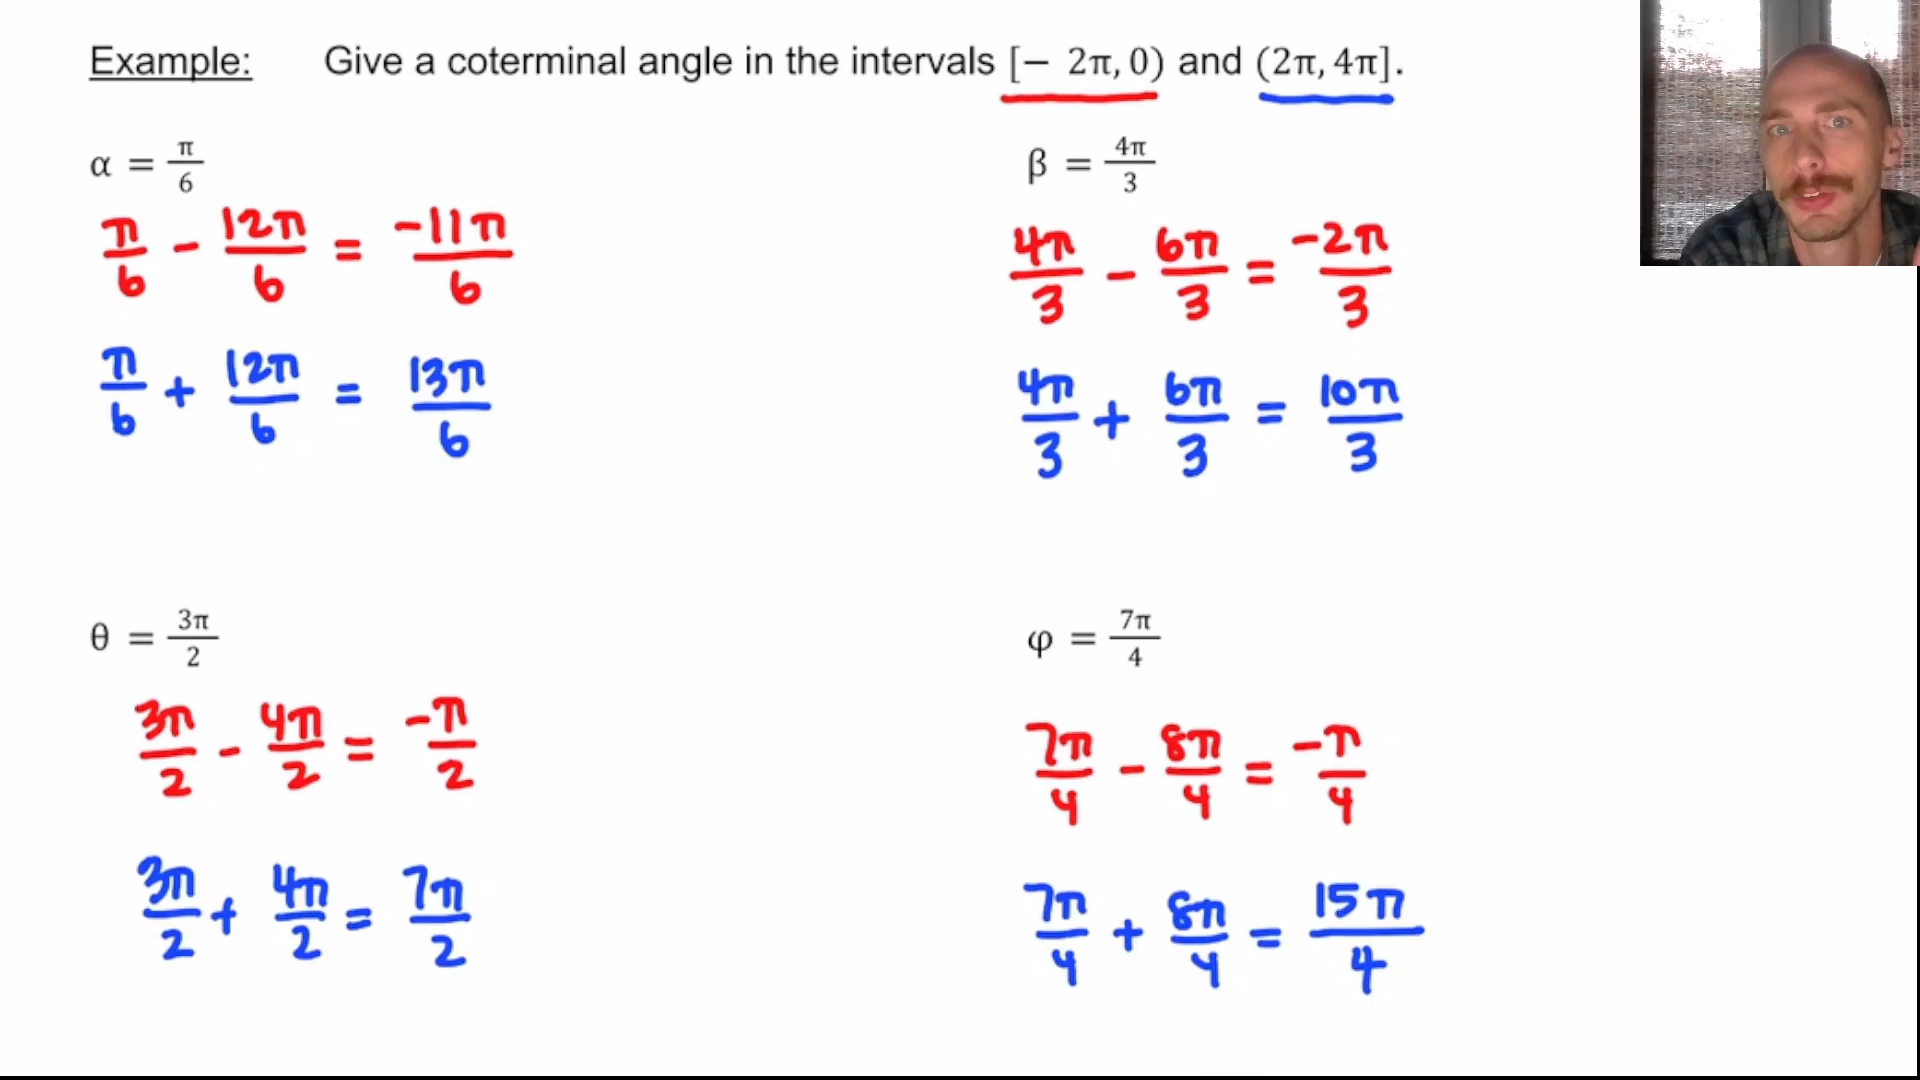 Example: Give a coterminal angle in the intervals [− 2π, 0) and (2π, 4π].
α = π/6
π/6 - 12π/6 = -11π/6
π/6 + 12π/6 = 13π/6
β = 4π/3
4π/3 - 6π/3 = -2π/3
4π/3 + 6π/3 = 10π/3
θ = 3π/2
3π/2 - 4π/2 = -π/2
3π/2 + 4π/2 = 7π/2
φ = 7π/4
7π/4 - 8π/4 = -π/4
7π/4 + 8π/4 = 15π/4